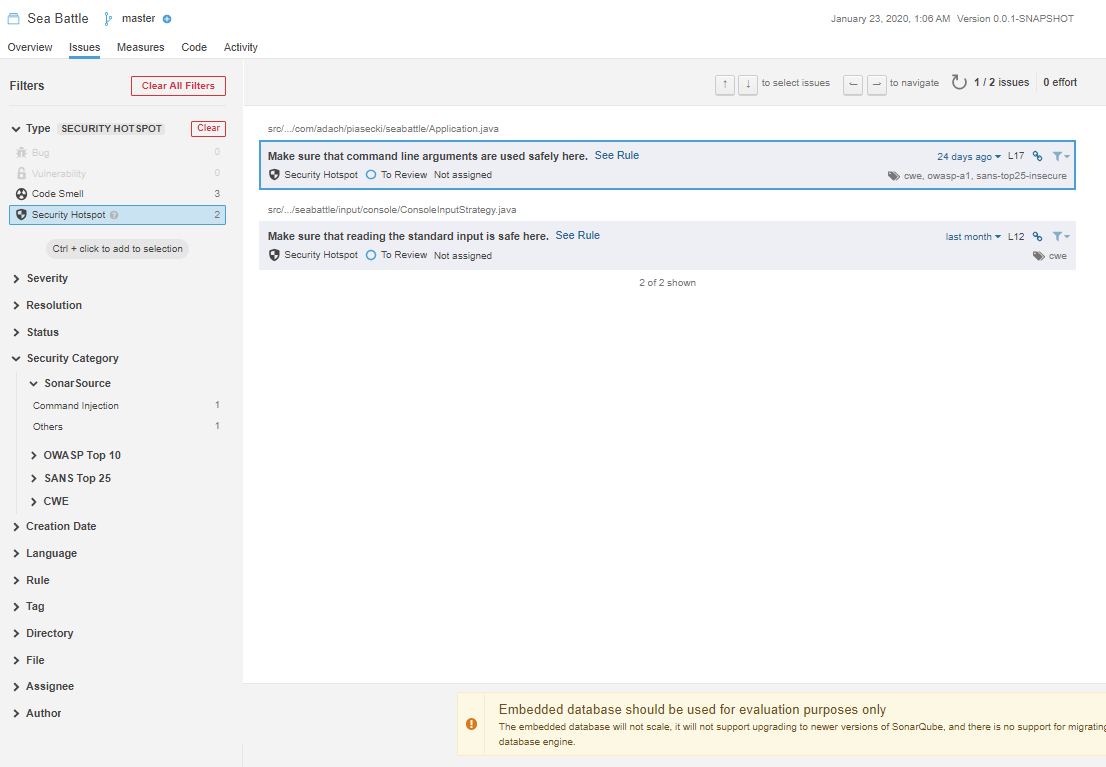 Sea Battle master January 23, 2020, 1:06 AM Version 0.0.1-SNAPSHOT
Overview Issues Measures Code Activity
Filters Clear All Filters
↑ ↓ to select issues ← → to navigate 1 / 2 issues 0 effort
Type SECURITY HOTSPOT Clear
Bug 0
Vulnerability 0
Code Smell 3
Security Hotspot ? 2
Ctrl + click to add to selection
Severity
Resolution
Status
Security Category
SonarSource
Command Injection 1
Others 1
OWASP Top 10
SANS Top 25
CWE
Creation Date
Language
Rule
Tag
Directory
File
Assignee
Author
src/.../com/adach/piasecki/seabattle/Application.java
Make sure that command line arguments are used safely here. See Rule 24 days ago L17
Security Hotspot To Review Not assigned cwe, owasp-a1, sans-top25-insecure
src/.../seabattle/input/console/ConsoleInputStrategy.java
Make sure that reading the standard input is safe here. See Rule last month L12
Security Hotspot To Review Not assigned cwe
2 of 2 shown
Embedded database should be used for evaluation purposes only
The embedded database will not scale, it will not support upgrading to newer versions of SonarQube, and there is no support for migrating
database engine.